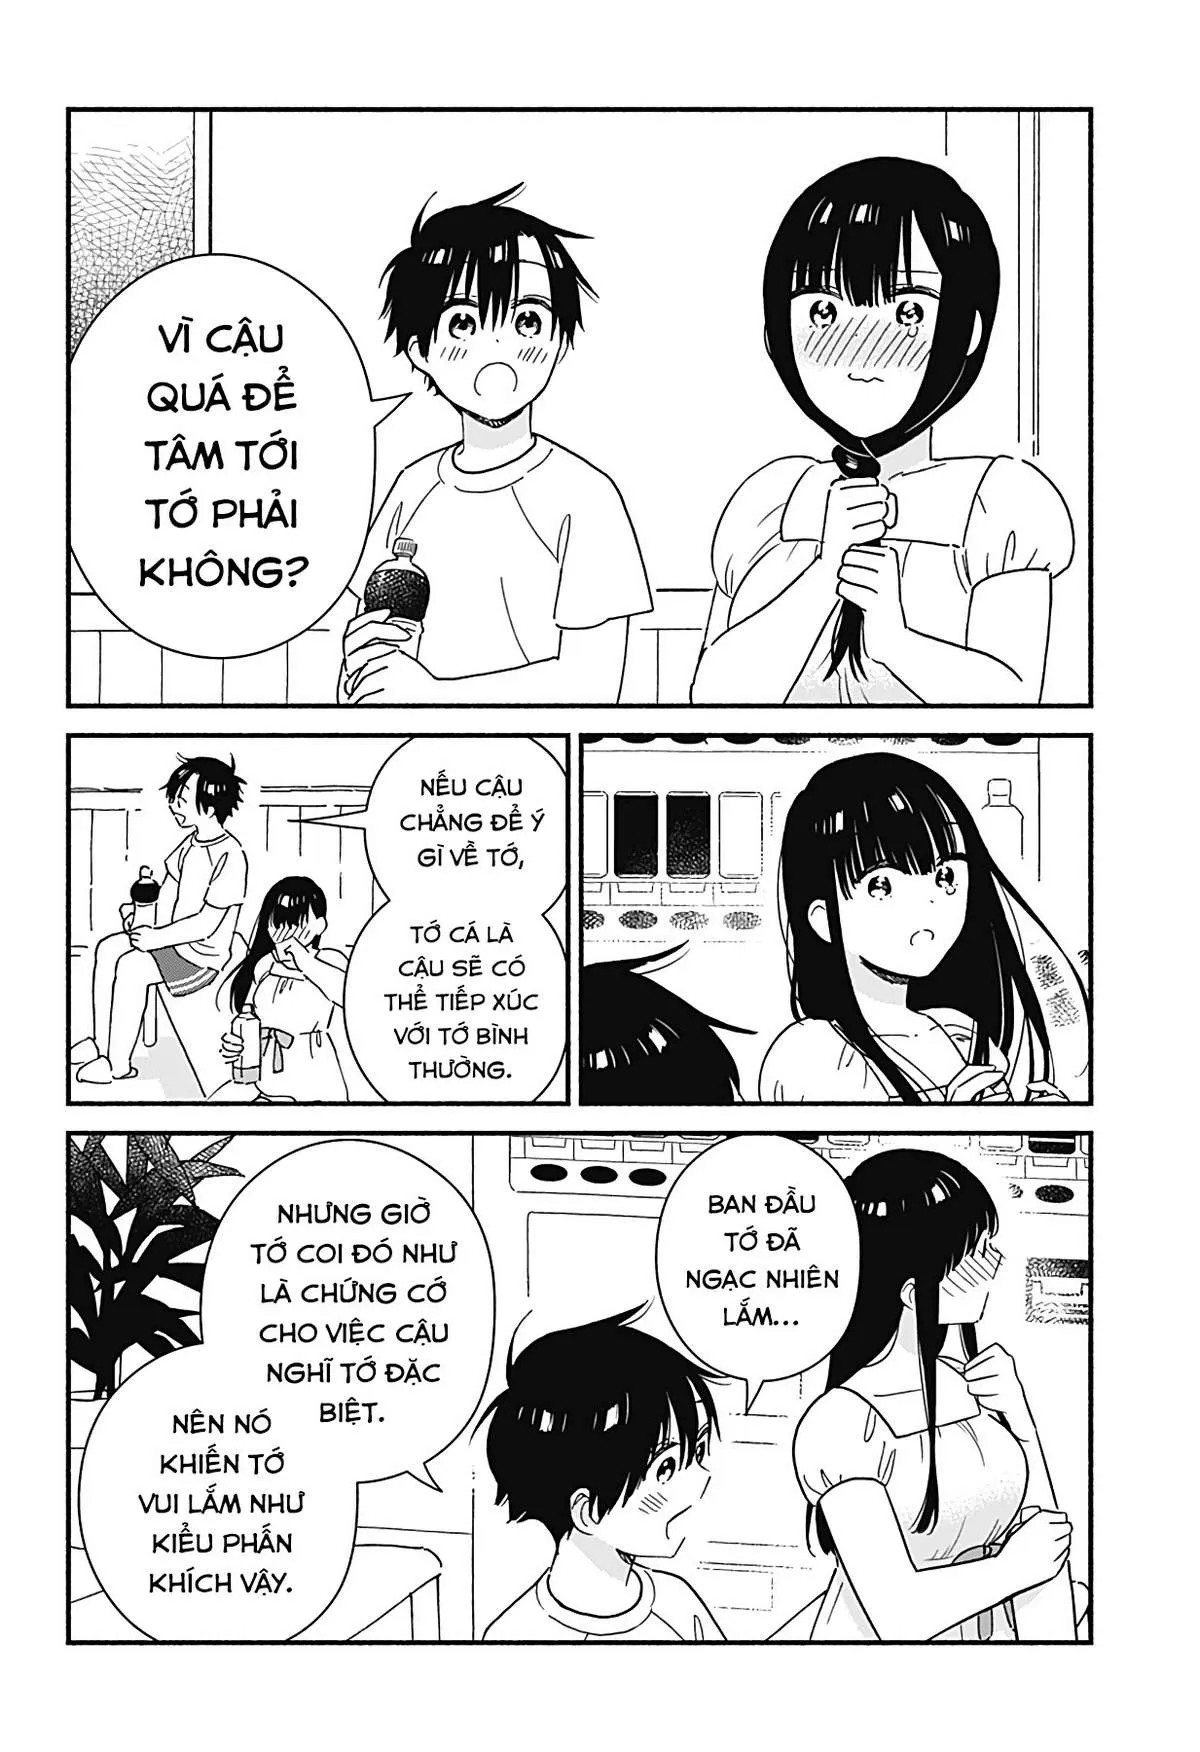 VÌ CẬU
QUÁ ĐỂ
TÂM TỚI
TỚ PHẢI
KHÔNG?
NẾU CẬU
CHẲNG ĐỂ Ý
GÌ VỀ TỚ,
TỚ CÁ LÀ
CẬU SẼ CÓ
THỂ TIẾP XÚC
VỚI TỚ BÌNH
THƯỜNG.
BAN ĐẦU
TỚ ĐÃ
NGẠC NHIÊN
LẮM...
NHƯNG GIỜ
TỚ COI ĐÓ NHƯ
LÀ CHỨNG CỚ
CHO VIỆC CẬU
NGHĨ TỚ ĐẶC
BIỆT.
NÊN NÓ
KHIẾN TỚ
VUI LẮM NHƯ
KIỂU PHẤN
KHÍCH VẬY.